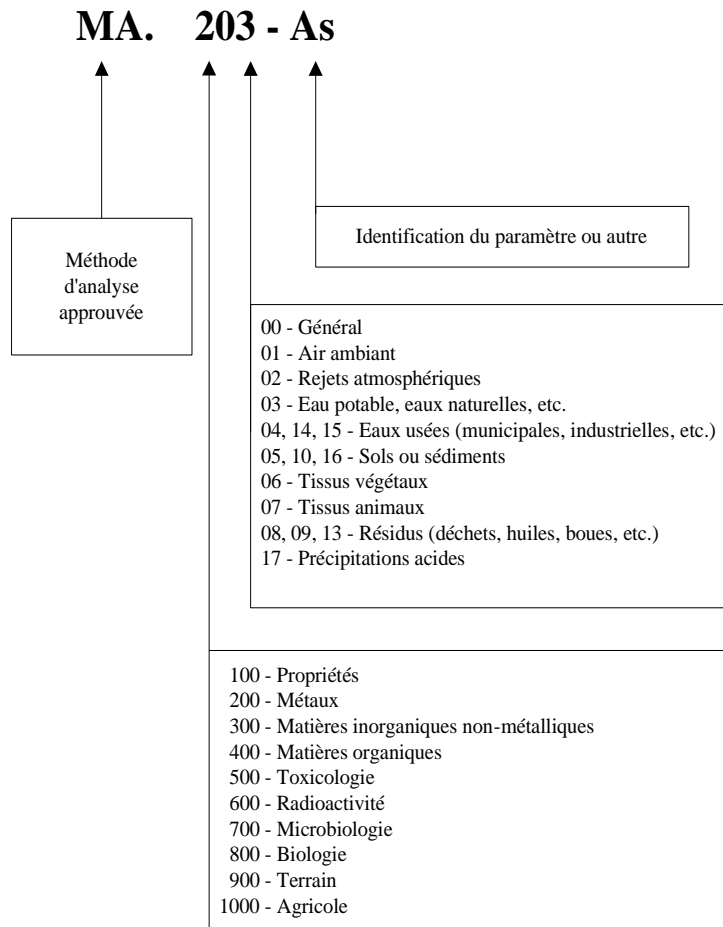 MA. 203 - As
Identification du paramètre ou autre
Méthode
d'analyse
approuvée
00 - Général
01 - Air ambiant
02 - Rejets atmosphériques
03 - Eau potable, eaux naturelles, etc.
04, 14, 15 - Eaux usées (municipales, industrielles, etc.)
05, 10, 16 - Sols ou sédiments
06 - Tissus végétaux
07 - Tissus animaux
08, 09, 13 - Résidus (déchets, huiles, boues, etc.)
17 - Précipitations acides
100 - Propriétés
200 - Métaux
300 - Matières inorganiques non-métalliques
400 - Matières organiques
500 - Toxicologie
600 - Radioactivité
700 - Microbiologie
800 - Biologie
900 - Terrain
1000 - Agricole